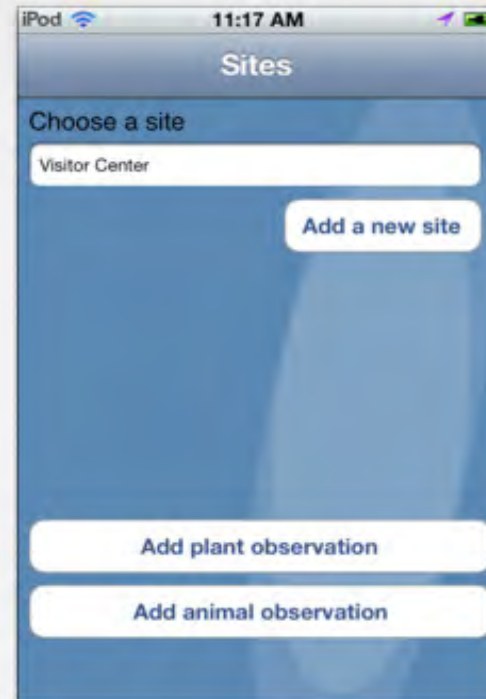 iPod 11:17 AM
Sites
Choose a site
Visitor Center
Add a new site
Add plant observation
Add animal observation